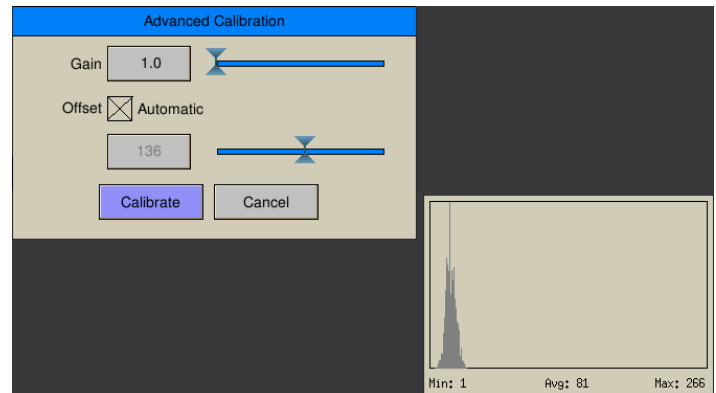 Advanced Calibration
Gain 1.0
Offset Automatic
136
Calibrate Cancel
Min: 1 Avg: 81 Max: 266